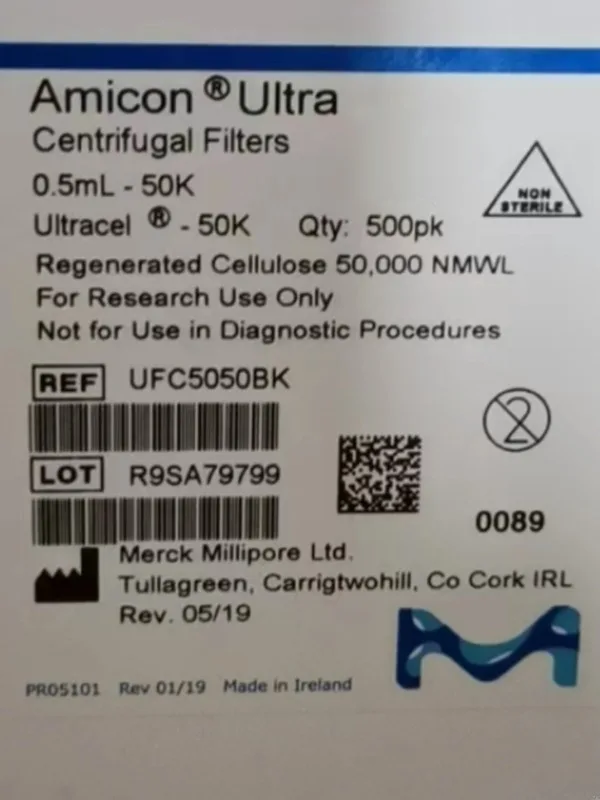 Amicon ® Ultra
Centrifugal Filters
0.5mL - 50K
Ultracel ® - 50K Qty: 500pk
NON
STERILE
Regenerated Cellulose 50,000 NMWL
For Research Use Only
Not for Use in Diagnostic Procedures
REF UFC5050BK
2
LOT R9SA79799
0089
Merck Millipore Ltd.
Tullagreen, Carrigtwohill, Co Cork IRL
Rev. 05/19
M
PR05101 Rev 01/19 Made in Ireland